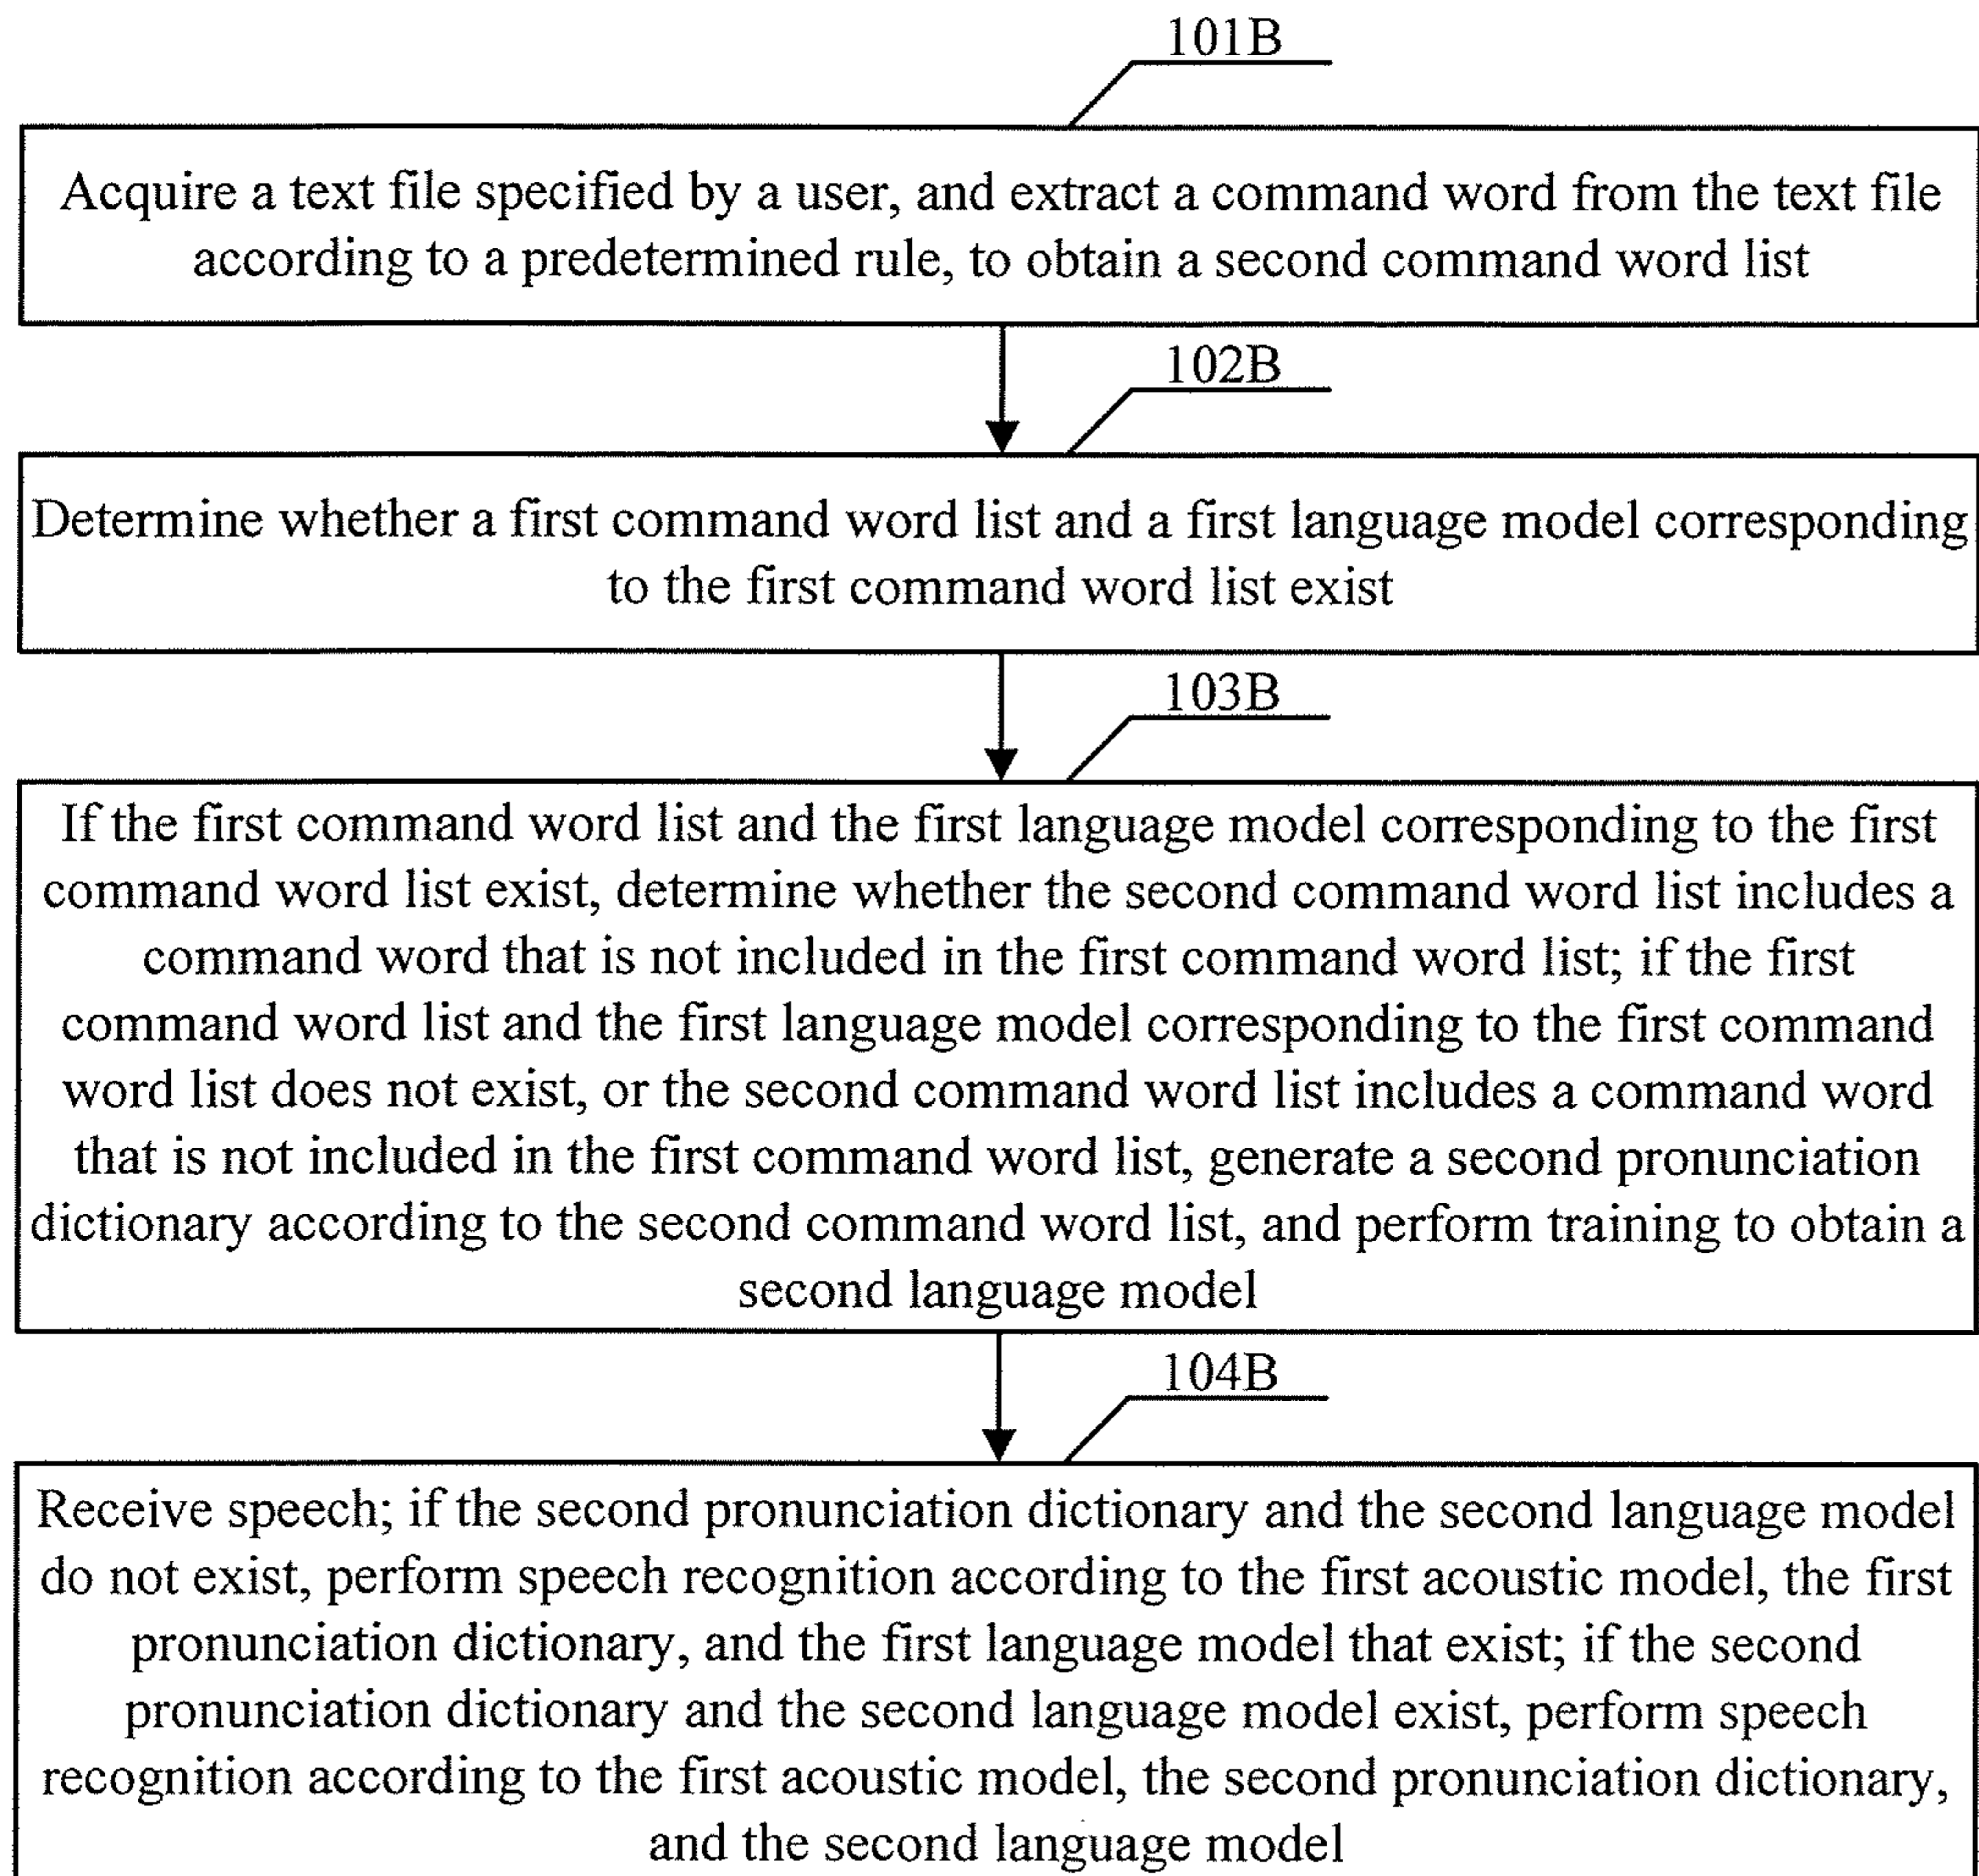 101B
Acquire a text file specified by a user, and extract a command word from the text file
according to a predetermined rule, to obtain a second command word list
102B
Determine whether a first command word list and a first language model corresponding
to the first command word list exist
103B
If the first command word list and the first language model corresponding to the first
command word list exist, determine whether the second command word list includes a
command word that is not included in the first command word list; if the first
command word list and the first language model corresponding to the first command
word list does not exist, or the second command word list includes a command word
that is not included in the first command word list, generate a second pronunciation
dictionary according to the second command word list, and perform training to obtain a
second language model
104B
Receive speech; if the second pronunciation dictionary and the second language model
do not exist, perform speech recognition according to the first acoustic model, the first
pronunciation dictionary, and the first language model that exist; if the second
pronunciation dictionary and the second language model exist, perform speech
recognition according to the first acoustic model, the second pronunciation dictionary,
and the second language model